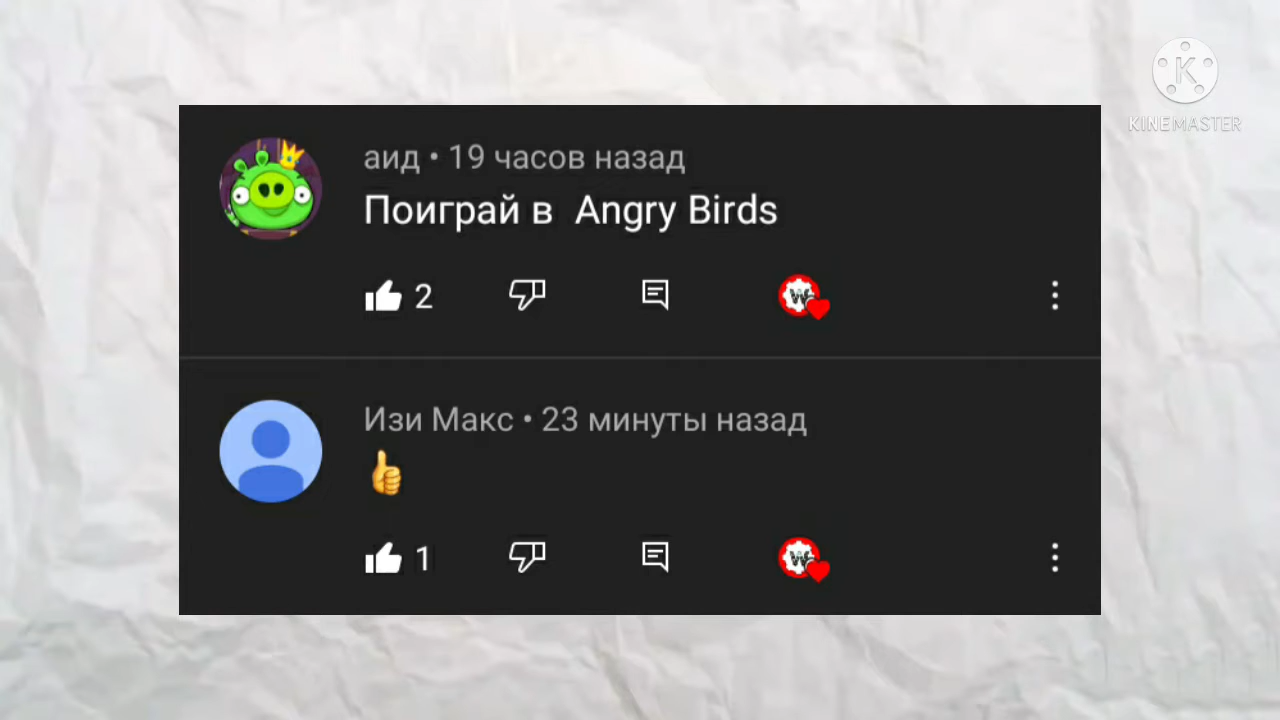 K
KINEMASTER
аид • 19 часов назад
Поиграй в  Angry Birds
2
W
Изи Макс • 23 минуты назад
👍
1
W